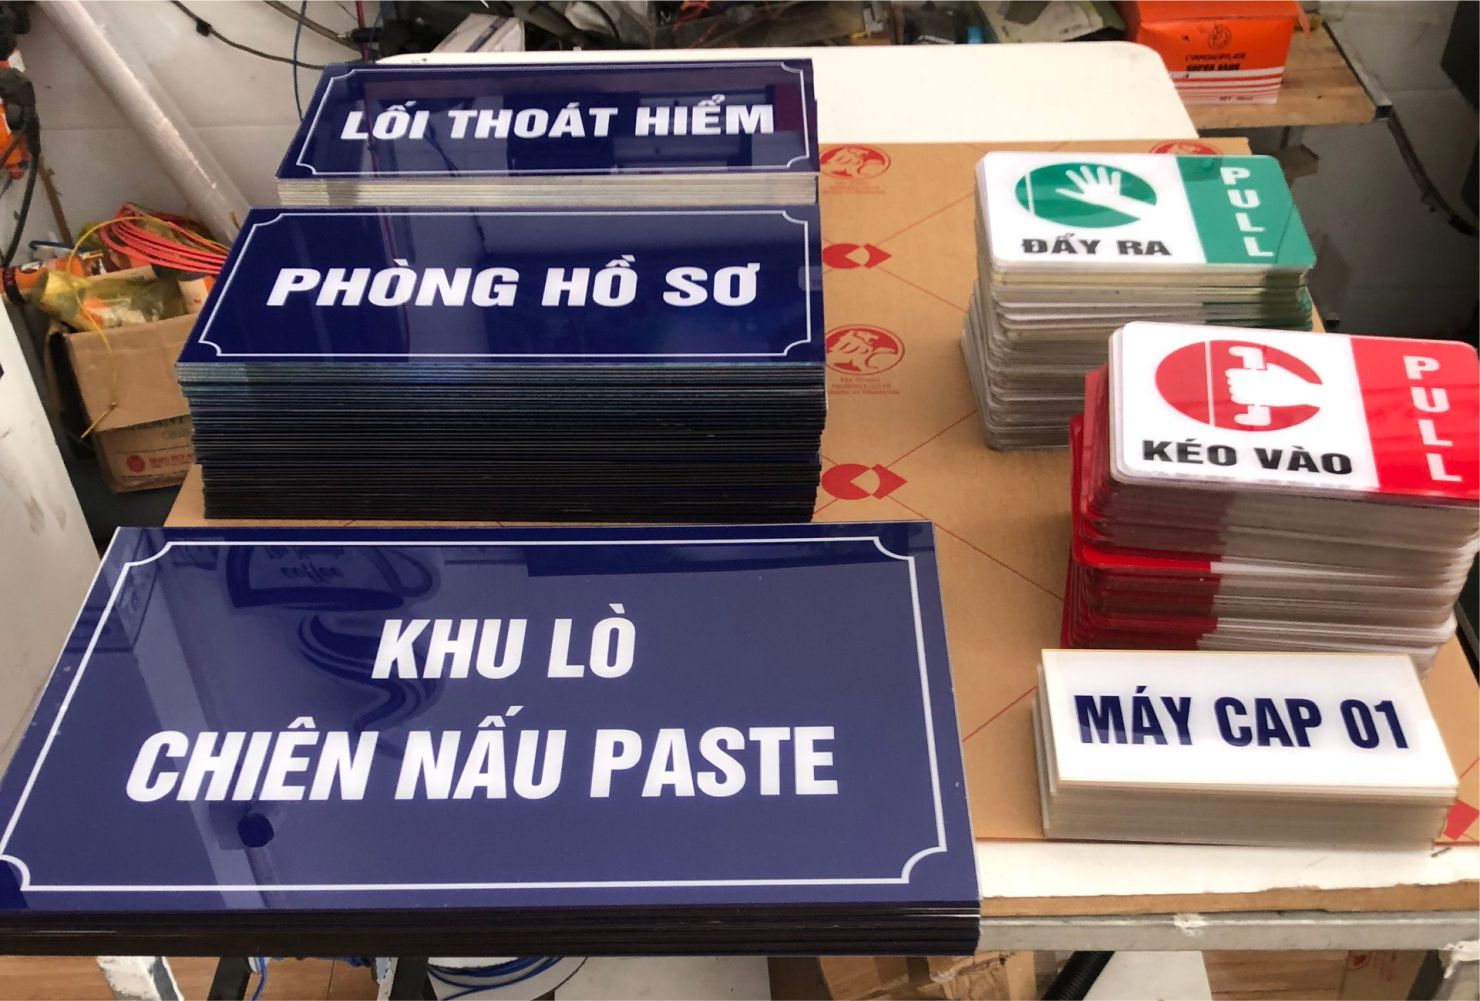 LỐI THOÁT HIỂM
PHÒNG HỒ SƠ
KHU LÒ
CHIÊN NẤU PASTE
ĐẨY RA
PULL
KÉO VÀO
PULL
MÁY CAP 01
coffee